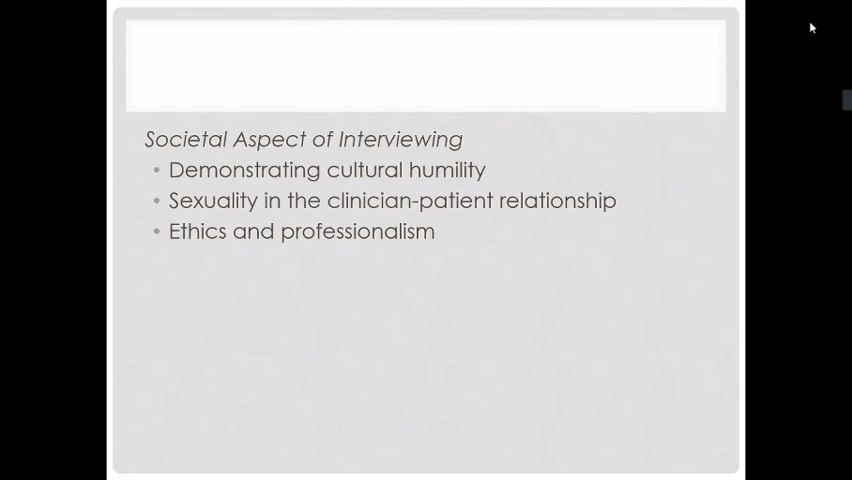 Societal Aspect of Interviewing
• Demonstrating cultural humility
• Sexuality in the clinician-patient relationship
• Ethics and professionalism